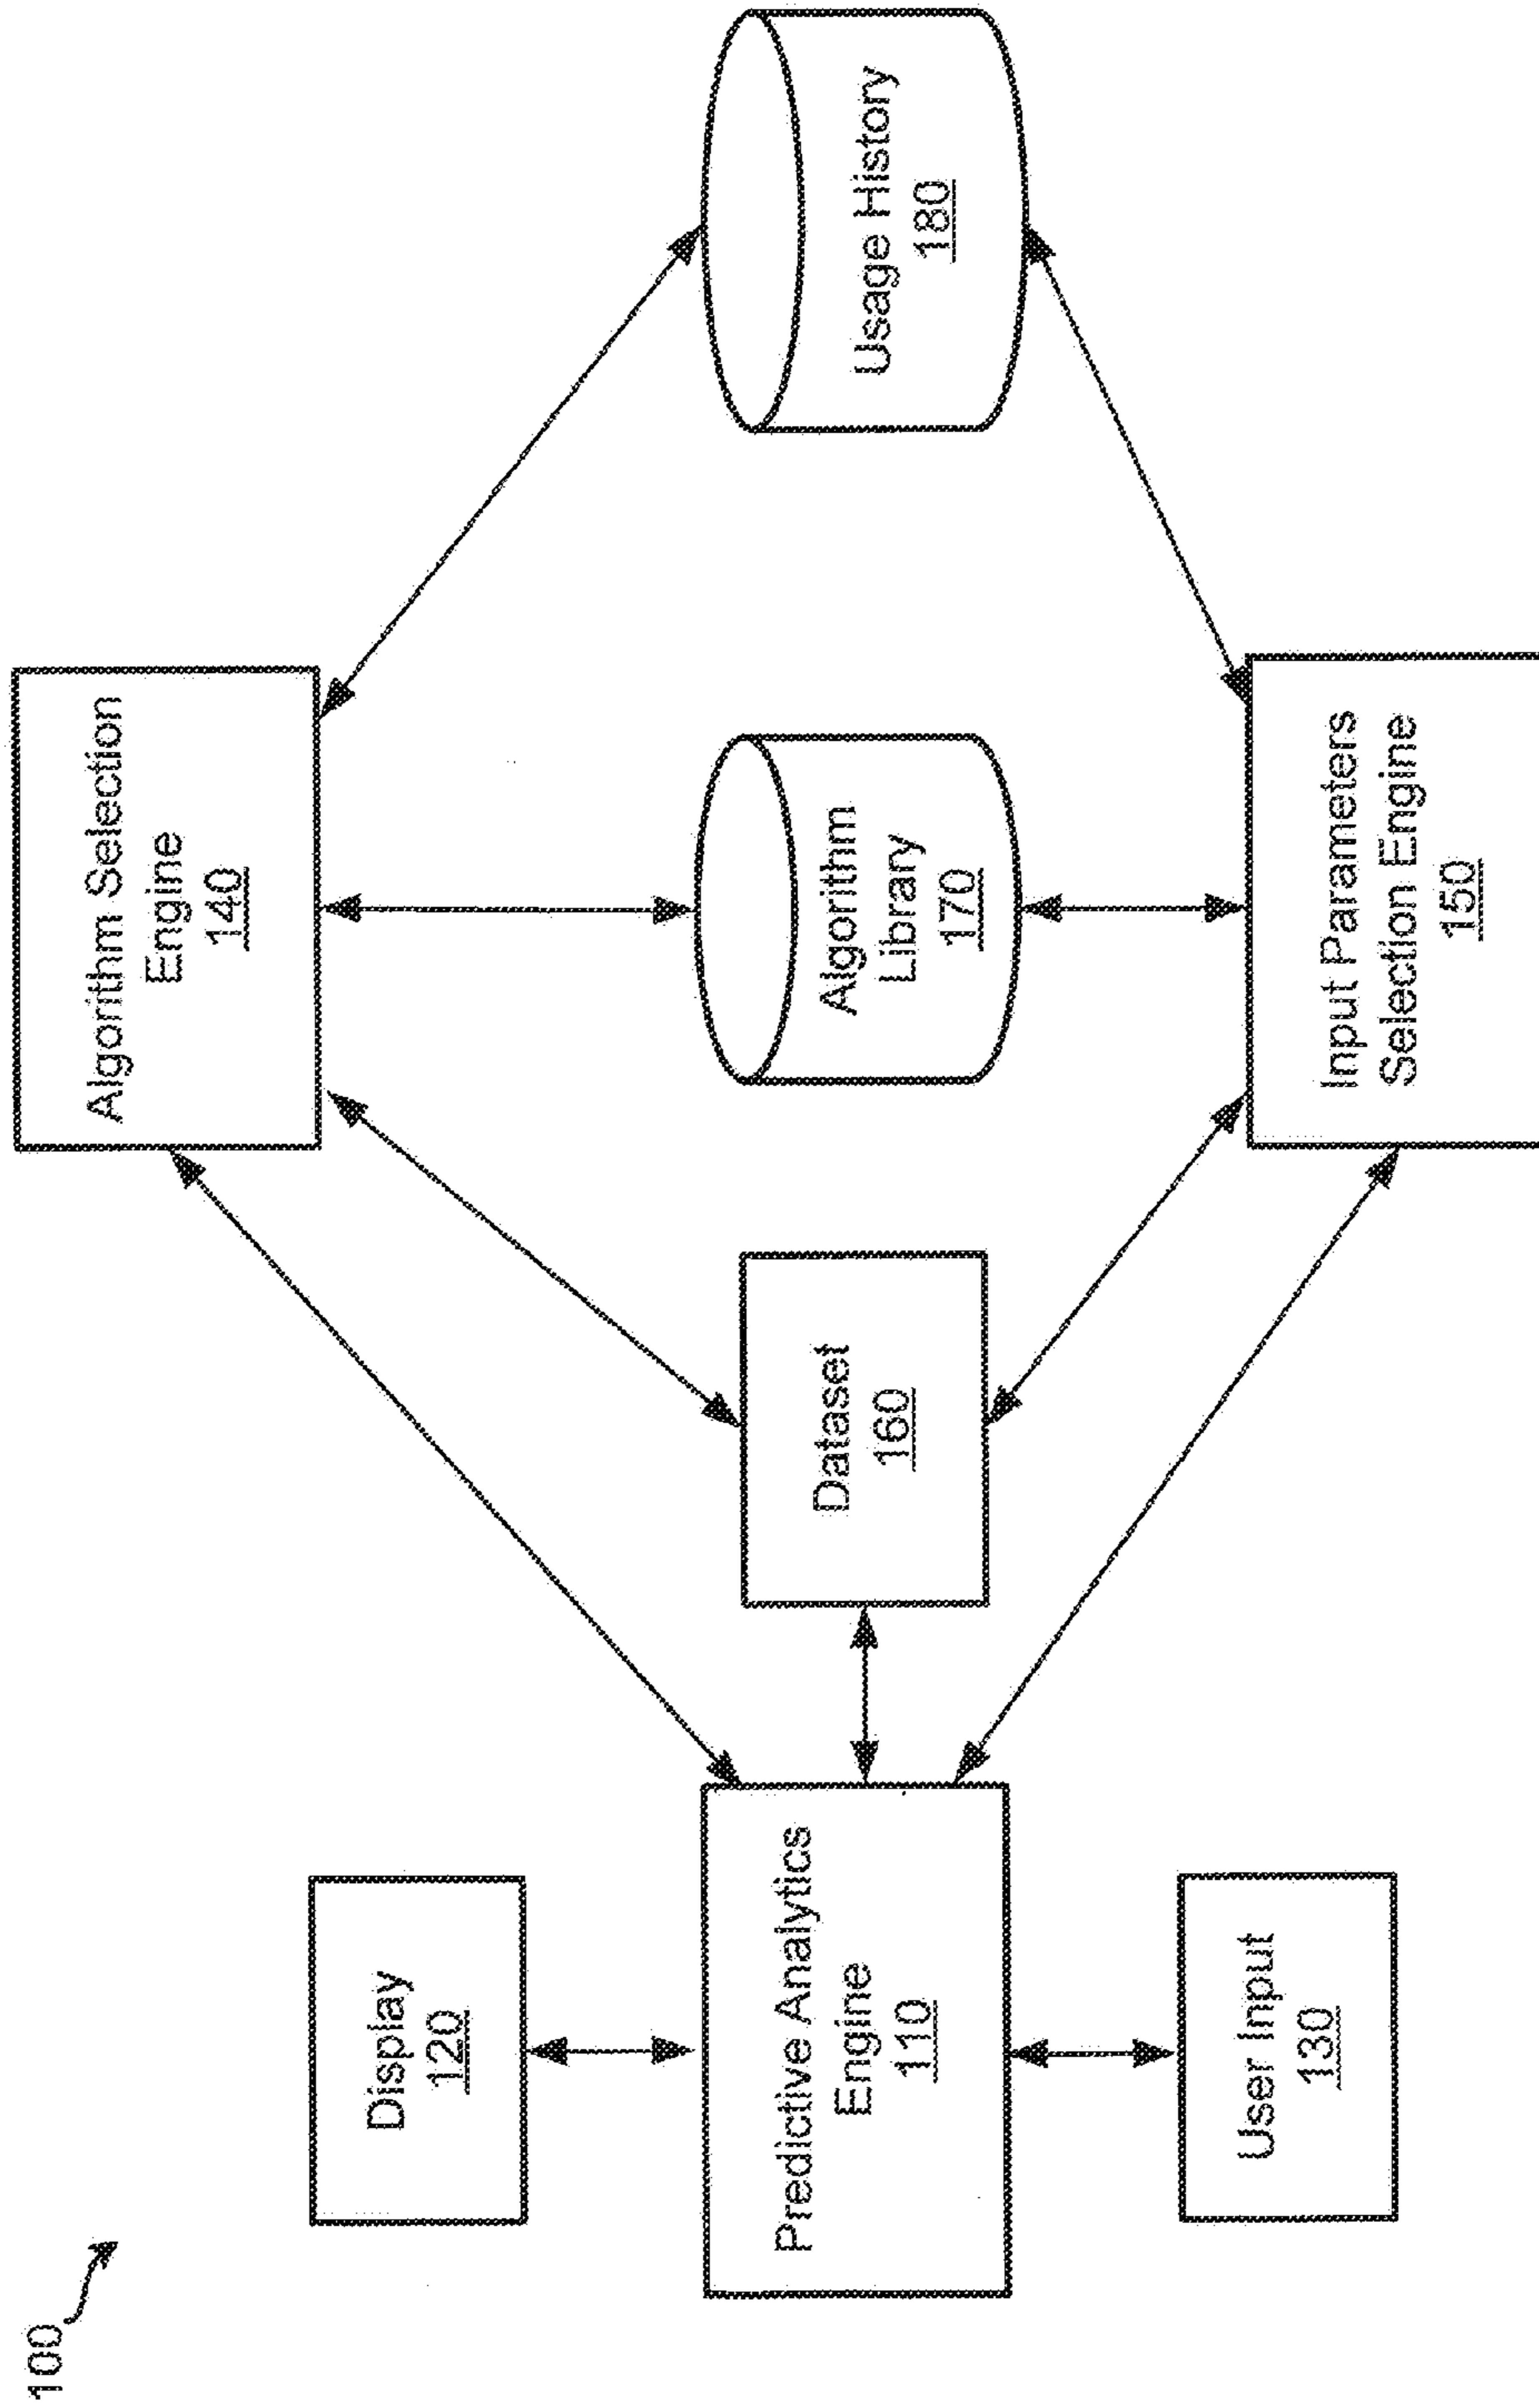 100
Display
120
Predictive Analytics
Engine
110
User Input
130
Dataset
160
Algorithm Selection
Engine
140
Algorithm
Library
170
Input Parameters
Selection Engine
150
Usage History
180